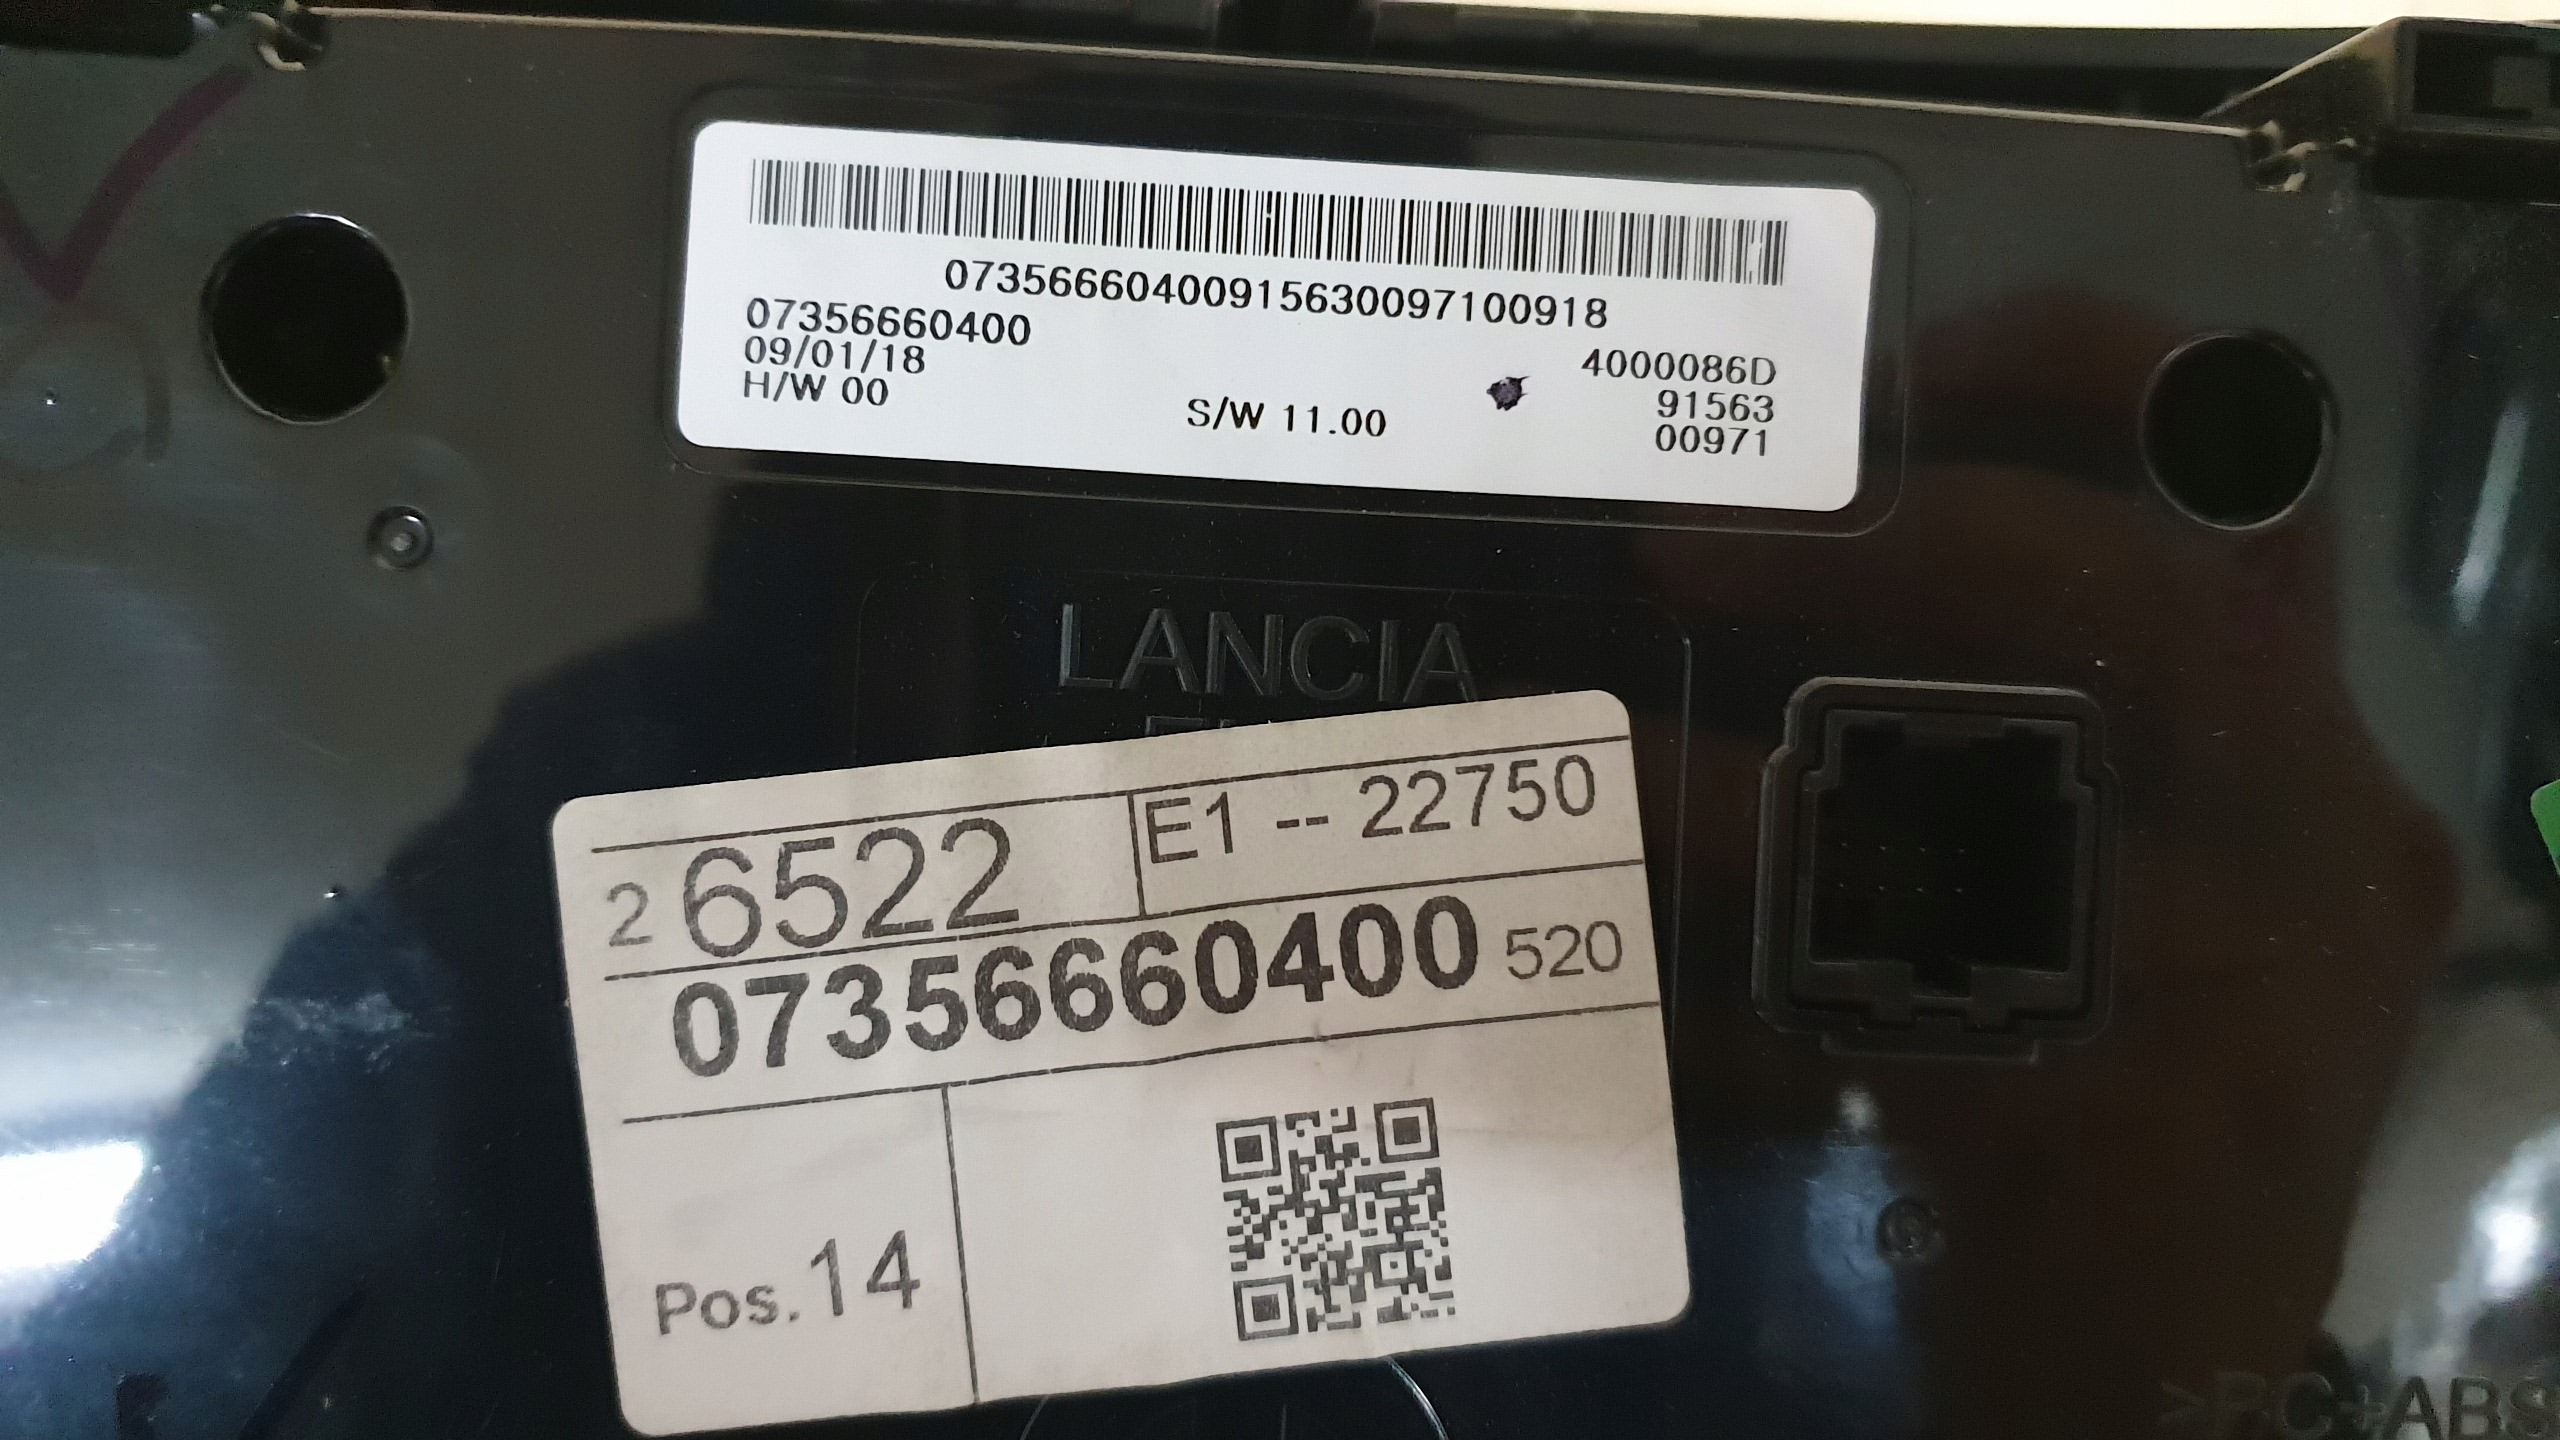 07356660400915630097100918
07356660400
09/01/18
H/W 00
S/W 11.00
4000086D
91563
00971
LANCIA
2 6522
E1 -- 22750
07356660400 520
Pos. 14
>PC+ABS